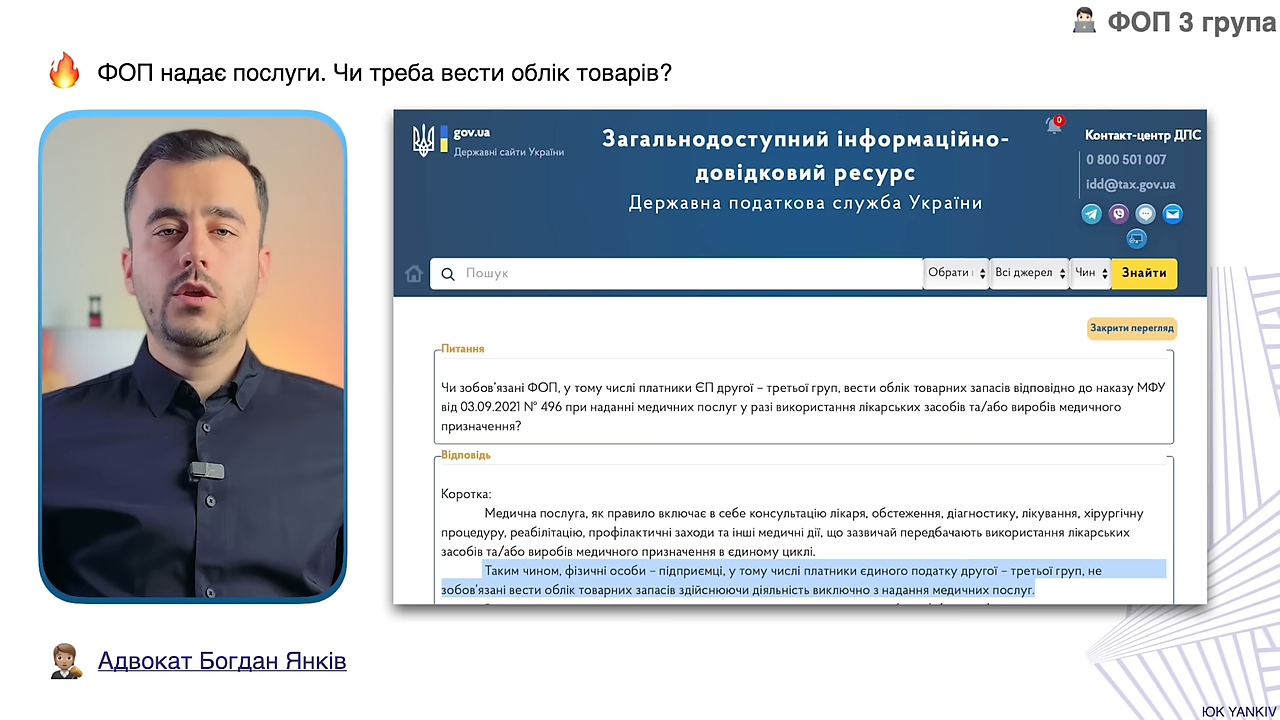 ФОП 3 група
ФОП надає послуги. Чи треба вести облік товарів?
gov.ua
Державні сайти України
Загальнодоступний інформаційно-
довідковий ресурс
Державна податкова служба України
0
Контакт-центр ДПС
0 800 501 007
idd@tax.gov.ua
Пошук
Обрати
Всі джерел
Чин
Знайти
Закрити перегляд
Питання
Чи зобов’язані ФОП, у тому числі платники ЄП другої – третьої груп, вести облік товарних запасів відповідно до наказу МФУ
від 03.09.2021 № 496 при наданні медичних послуг у разі використання лікарських засобів та/або виробів медичного
призначення?
Відповідь
Коротка:
Медична послуга, як правило включає в себе консультацію лікаря, обстеження, діагностику, лікування, хірургічну
процедуру, реабілітацію, профілактичні заходи та інші медичні дії, що зазвичай передбачають використання лікарських
засобів та/або виробів медичного призначення в єдиному циклі.
Таким чином, фізичні особи – підприємці, у тому числі платники єдиного податку другої – третьої груп, не
зобов’язані вести облік товарних запасів здійснюючи діяльність виключно з надання медичних послуг.
Адвокат Богдан Янків
ЮК YANKIV